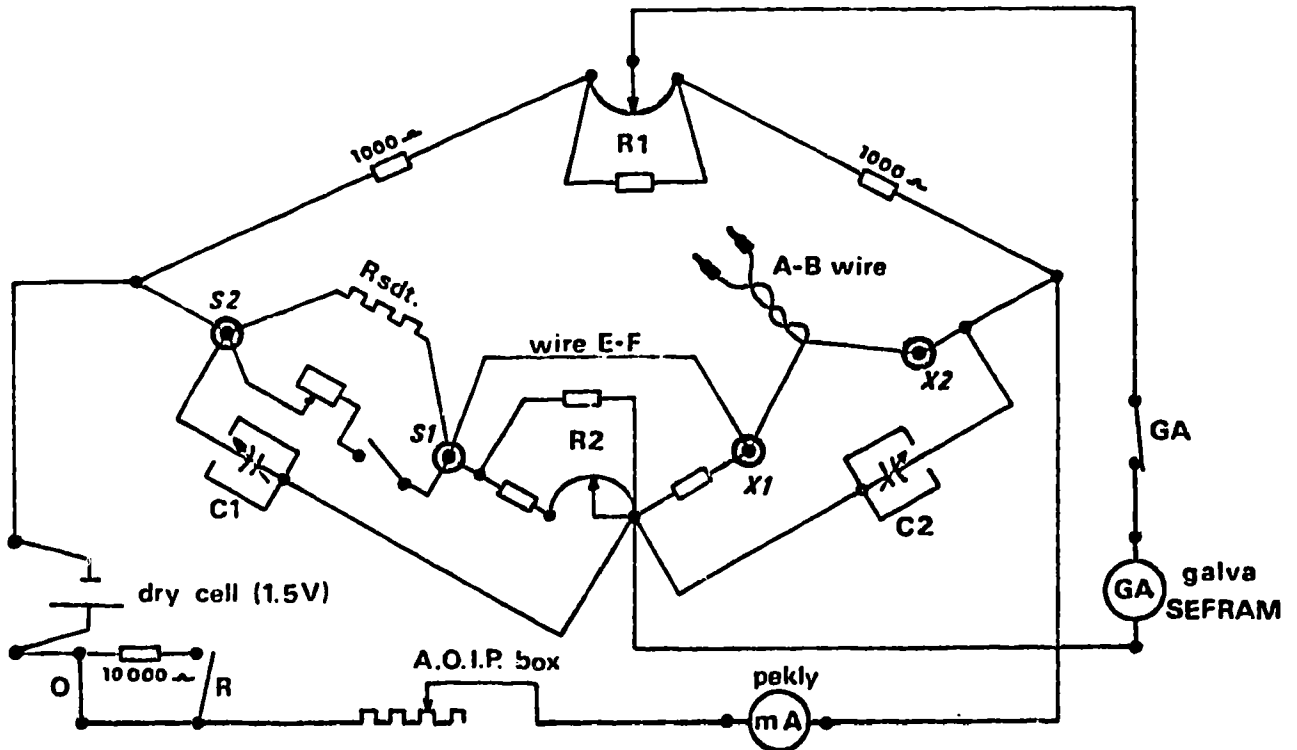 1000 Ω
R1
1000 Ω
A-B wire
S2
Rsdt.
wire E-F
X2
S1
R2
GA
X1
C1
C2
dry cell (1.5V)
GA
galva
SEFRAM
A.O.I.P. box
pekly
O
10 000 Ω
R
mA